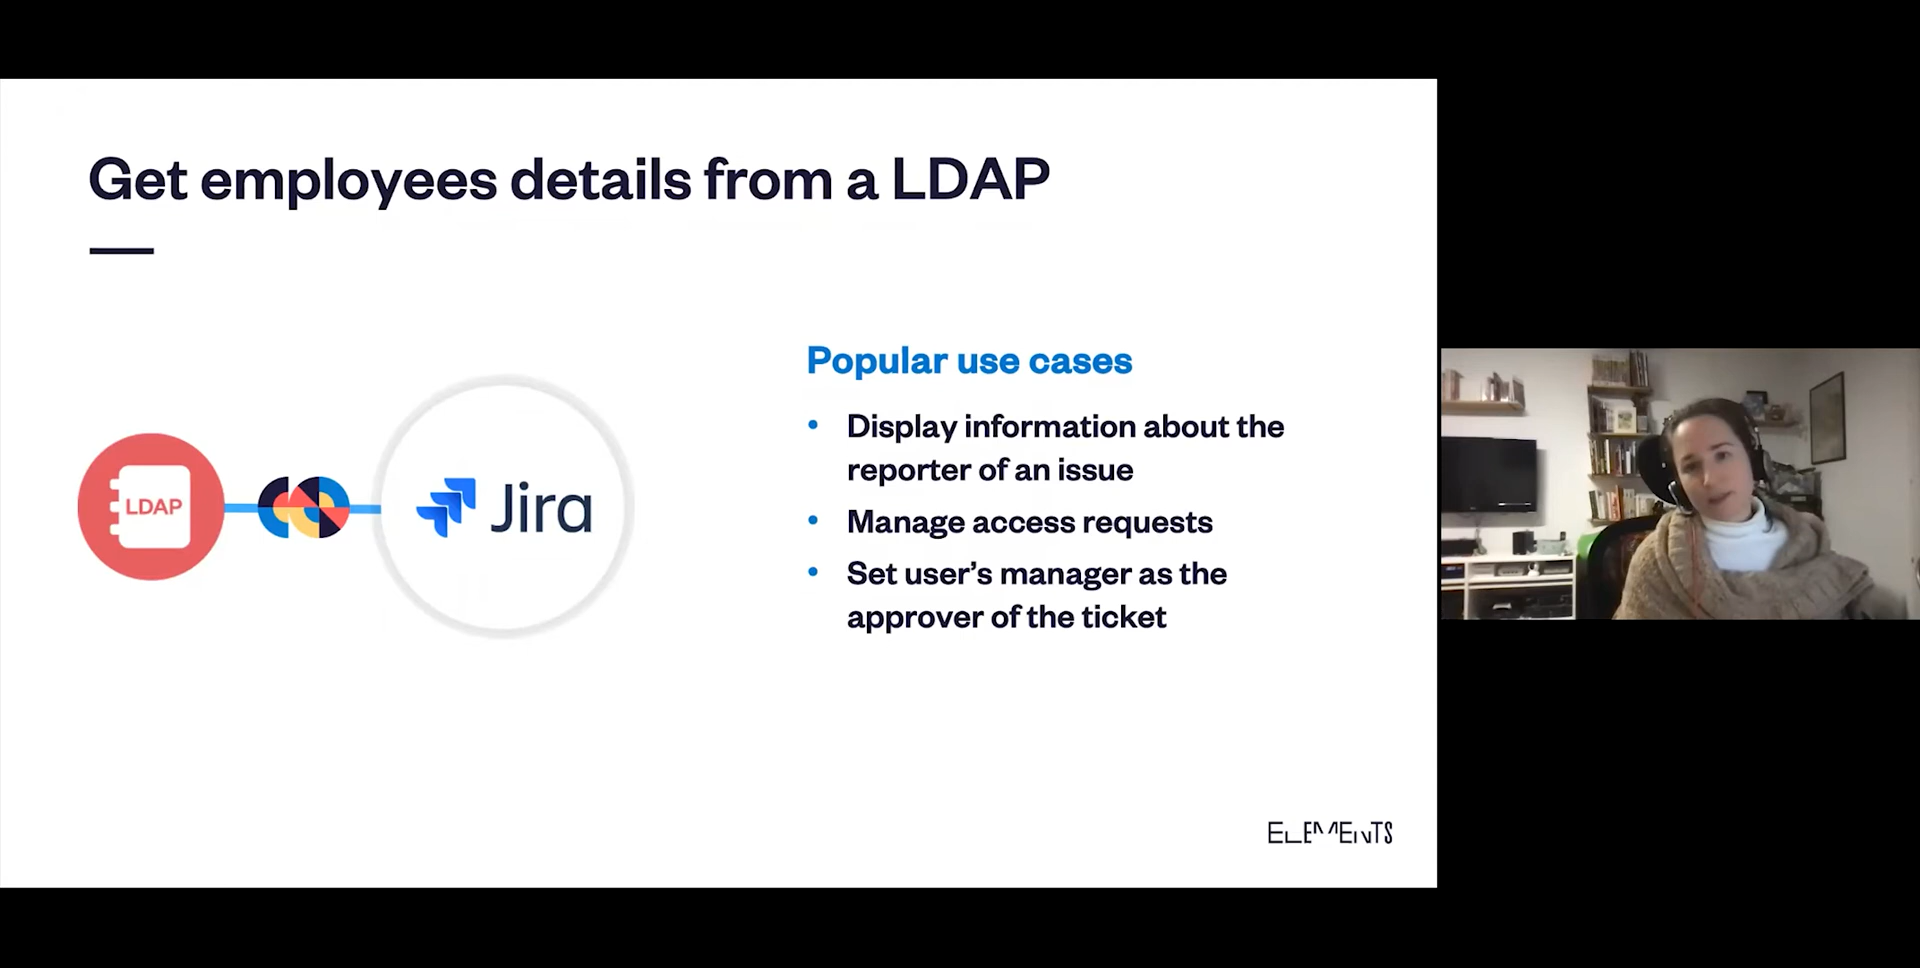 Get employees details from a LDAP
Popular use cases
• Display information about the
reporter of an issue
• Manage access requests
• Set user's manager as the
approver of the ticket
LDAP
Jira
ELEMENTS